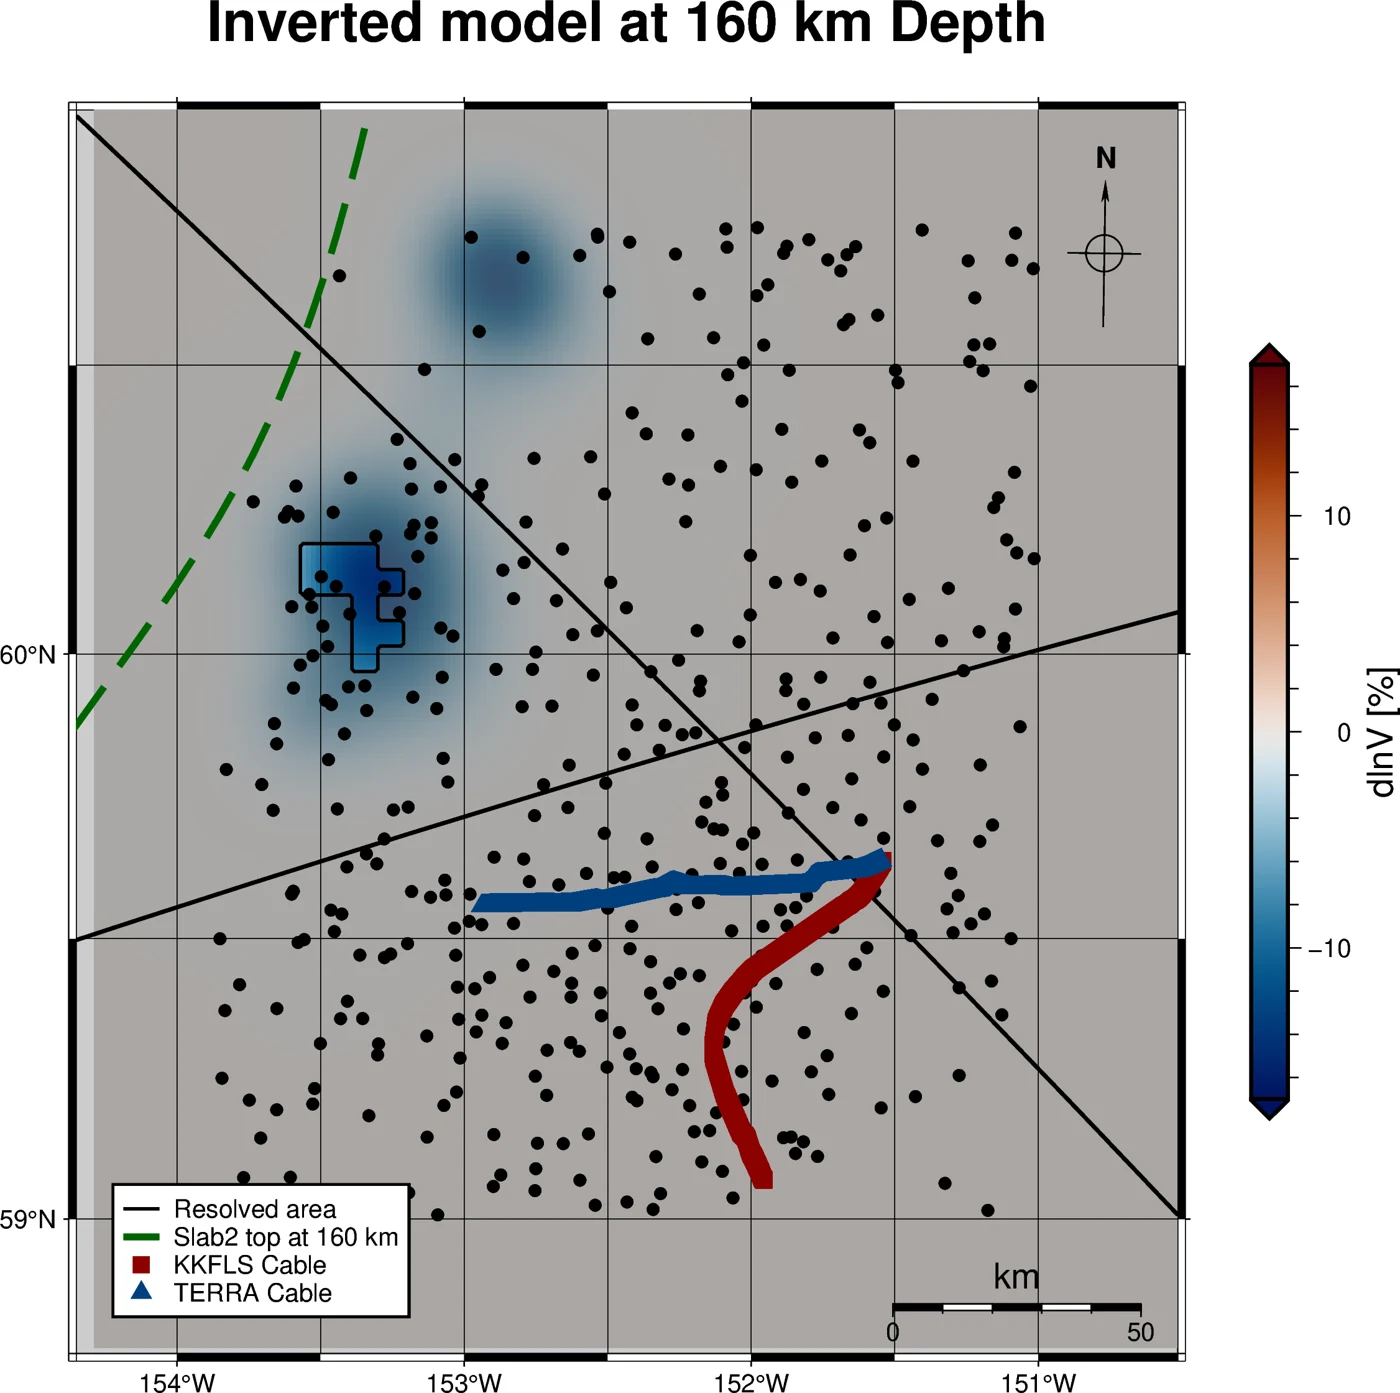 Inverted model at 160 km Depth
N
60°N
59°N
154°W
153°W
152°W
151°W
10
0
−10
dlnV [%]
Resolved area
Slab2 top at 160 km
KKFLS Cable
TERRA Cable
km
0
50